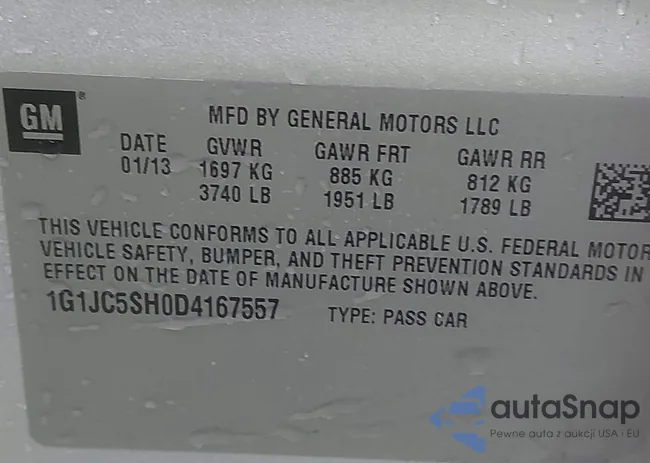 GM®
MFD BY GENERAL MOTORS LLC
DATE GVWR GAWR FRT GAWR RR
01/13 1697 KG 885 KG 812 KG
3740 LB 1951 LB 1789 LB
THIS VEHICLE CONFORMS TO ALL APPLICABLE U.S. FEDERAL MOTOR
VEHICLE SAFETY, BUMPER, AND THEFT PREVENTION STANDARDS IN
EFFECT ON THE DATE OF MANUFACTURE SHOWN ABOVE.
1G1JC5SH0D4167557 TYPE: PASS CAR
autaSnap
Pewne auta z aukcji USA · EU